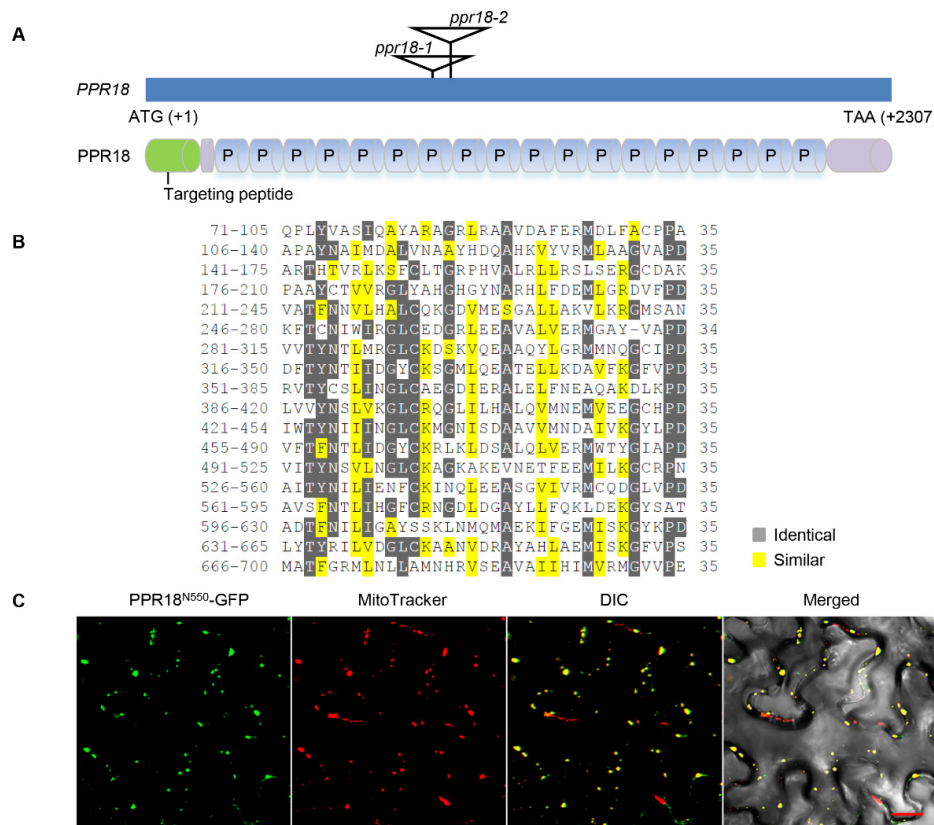 A
ppr18-2
ppr18-1
PPR18
ATG (+1)
TAA (+2307
PPR18
P P P P P P P P P P P P P P P P P P
Targeting peptide
B
71-105 QPLYVASIQAYARAGRLRAAVDAFERMDLFACPPA 35
106-140 APAYNAIMDALVNAAYHDQAHKVYVRMLAAGVAPD 35
141-175 ARTHTVRLKSFCLTGRPHVALRLLRSLSERGCDAK 35
176-210 PAAYCTVVRGLYAHGHGYNARHLFDEMLGRDVFPD 35
211-245 VATFNNVLHALCQKGDVMESGALLAKVLKRGMSAN 35
246-280 KFTCNIWIRGLCEDGRLEEAVALVERMGAY-VAPD 34
281-315 VVTYNTLMRGLCKDSKVQEAAQYLGRMMNQGCIPD 35
316-350 DFTYNTIIDGYCKSGMLQEATELLKDAVFKGFVPD 35
351-385 RVTYCSLINGLCAEGDIERALELFNEAQAKDLKPD 35
386-420 LVVYNSLVKGLCRQGLILHALQVMNEMVEEGCHPD 35
421-454 IWTYNIIINGLCKMGNISDAAVVMNDAIVKGYLPD 35
455-490 VFTFNTLIDGYCKRLKLDSALQLVERMWTYGIAPD 35
491-525 VITYNSVLNGLCKAGKAKEVNETFEEMILKGCRPN 35
526-560 AITYNILIENFCKINQLEEASGVIVRMCQDGLVPD 35
561-595 AVSFNTLIHGFCRNGDLDGAYLLFQKLDEKGYSAT 35
596-630 ADTFNILIGAYSSKLNMQMAEKIFGEMISKGYKPD 35
631-665 LYTYRILVDGLCKAANVDRAYAHLAEMISKGFVPS 35
666-700 MATFGRMLNLLAMNHRVSEAVAIIHIMVRMGVVPE 35
Identical
Similar
C
PPR18N550-GFP
MitoTracker
DIC
Merged